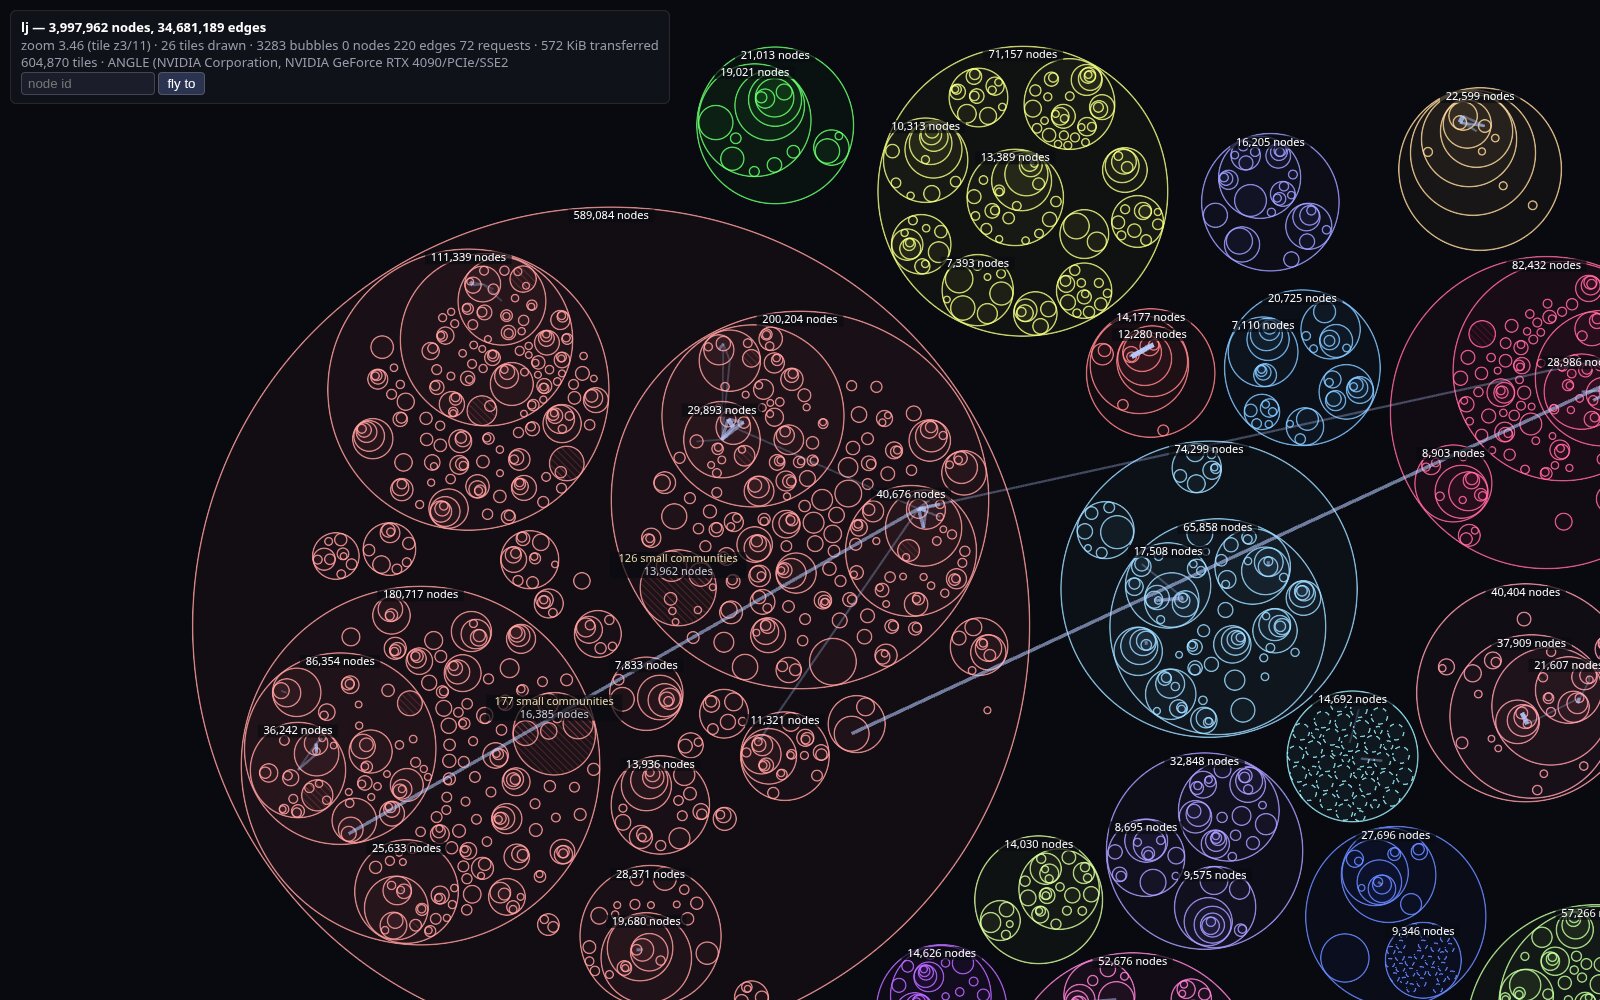 lj — 3,997,962 nodes, 34,681,189 edges
zoom 3.46 (tile z3/11) · 26 tiles drawn · 3283 bubbles 0 nodes 220 edges 72 requests · 572 KiB transferred
604,870 tiles · ANGLE (NVIDIA Corporation, NVIDIA GeForce RTX 4090/PCIe/SSE2
node id
fly to
21,013 nodes
71,157 nodes
19,021 nodes
22,599 nodes
10,313 nodes
16,205 nodes
13,389 nodes
589,084 nodes
111,339 nodes
7,393 nodes
82,432 nodes
20,725 nodes
200,204 nodes
14,177 nodes
7,110 nodes
12,280 nodes
28,986
29,893 nodes
74,299 nodes
8,903 nodes
40,676 nodes
65,858 nodes
17,508 nodes
126 small communities
13,962 nodes
180,717 nodes
40,404 nodes
37,909 nodes
86,354 nodes
7,833 nodes
21,607 nodes
177 small communities
16,385 nodes
14,692 nodes
11,321 nodes
36,242 nodes
13,936 nodes
32,848 nodes
8,695 nodes
27,696 nodes
25,633 nodes
14,030 nodes
28,371 nodes
9,575 nodes
57,266
19,680 nodes
9,346 nodes
14,626 nodes
52,676 nodes